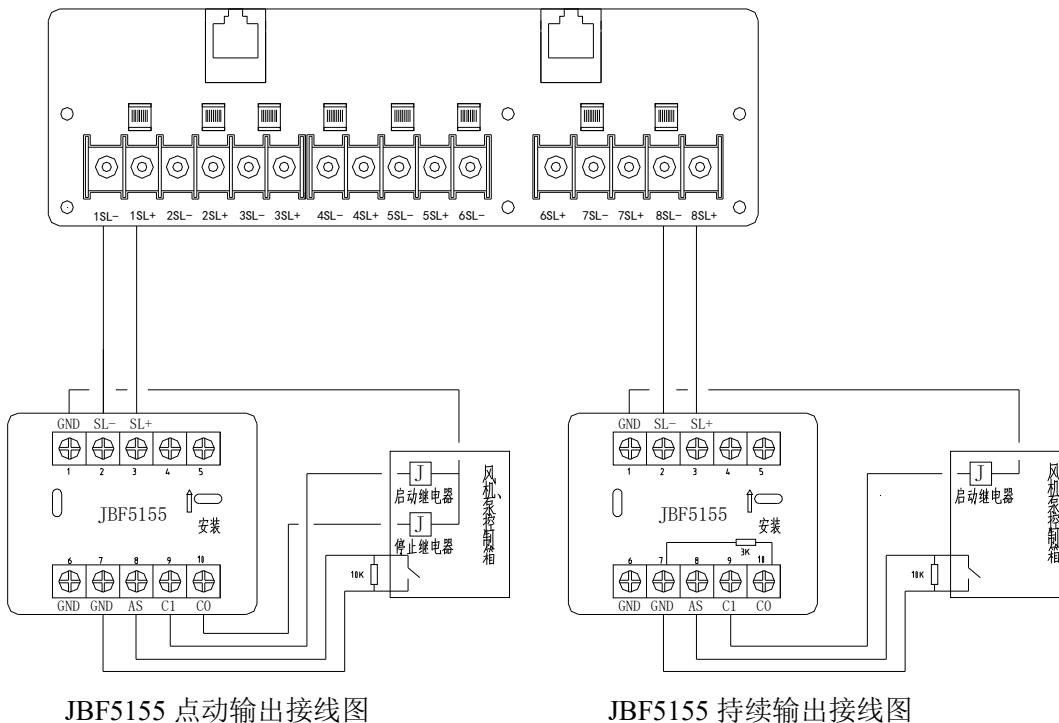 1SL- 1SL+ 2SL- 2SL+ 3SL- 3SL+ 4SL- 4SL+ 5SL- 5SL+ 6SL- 6SL+ 7SL- 7SL+ 8SL- 8SL+
GND SL- SL+
1 2 3 4 5
JBF5155
安装
6 7 8 9 10
GND GND AS C1 C0
J
启动继电器
J
停止继电器
10K
风机、泵控制箱
GND SL- SL+
1 2 3 4 5
JBF5155
安装
3K
6 7 8 9 10
GND GND AS C1 C0
J
启动继电器
10K
风机泵控制箱
JBF5155 点动输出接线图
JBF5155 持续输出接线图